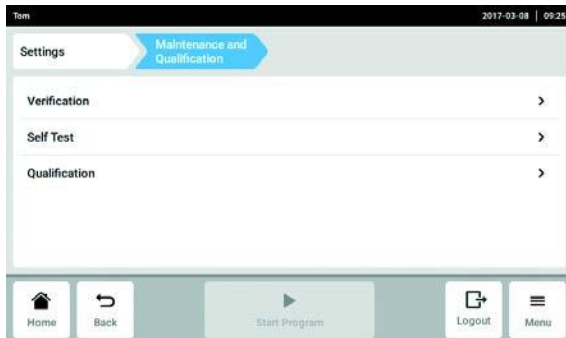 Tom 2017-03-08 | 09:25
Settings
Maintenance and
Qualification
Verification
Self Test
Qualification
Home Back Start Program Logout Menu